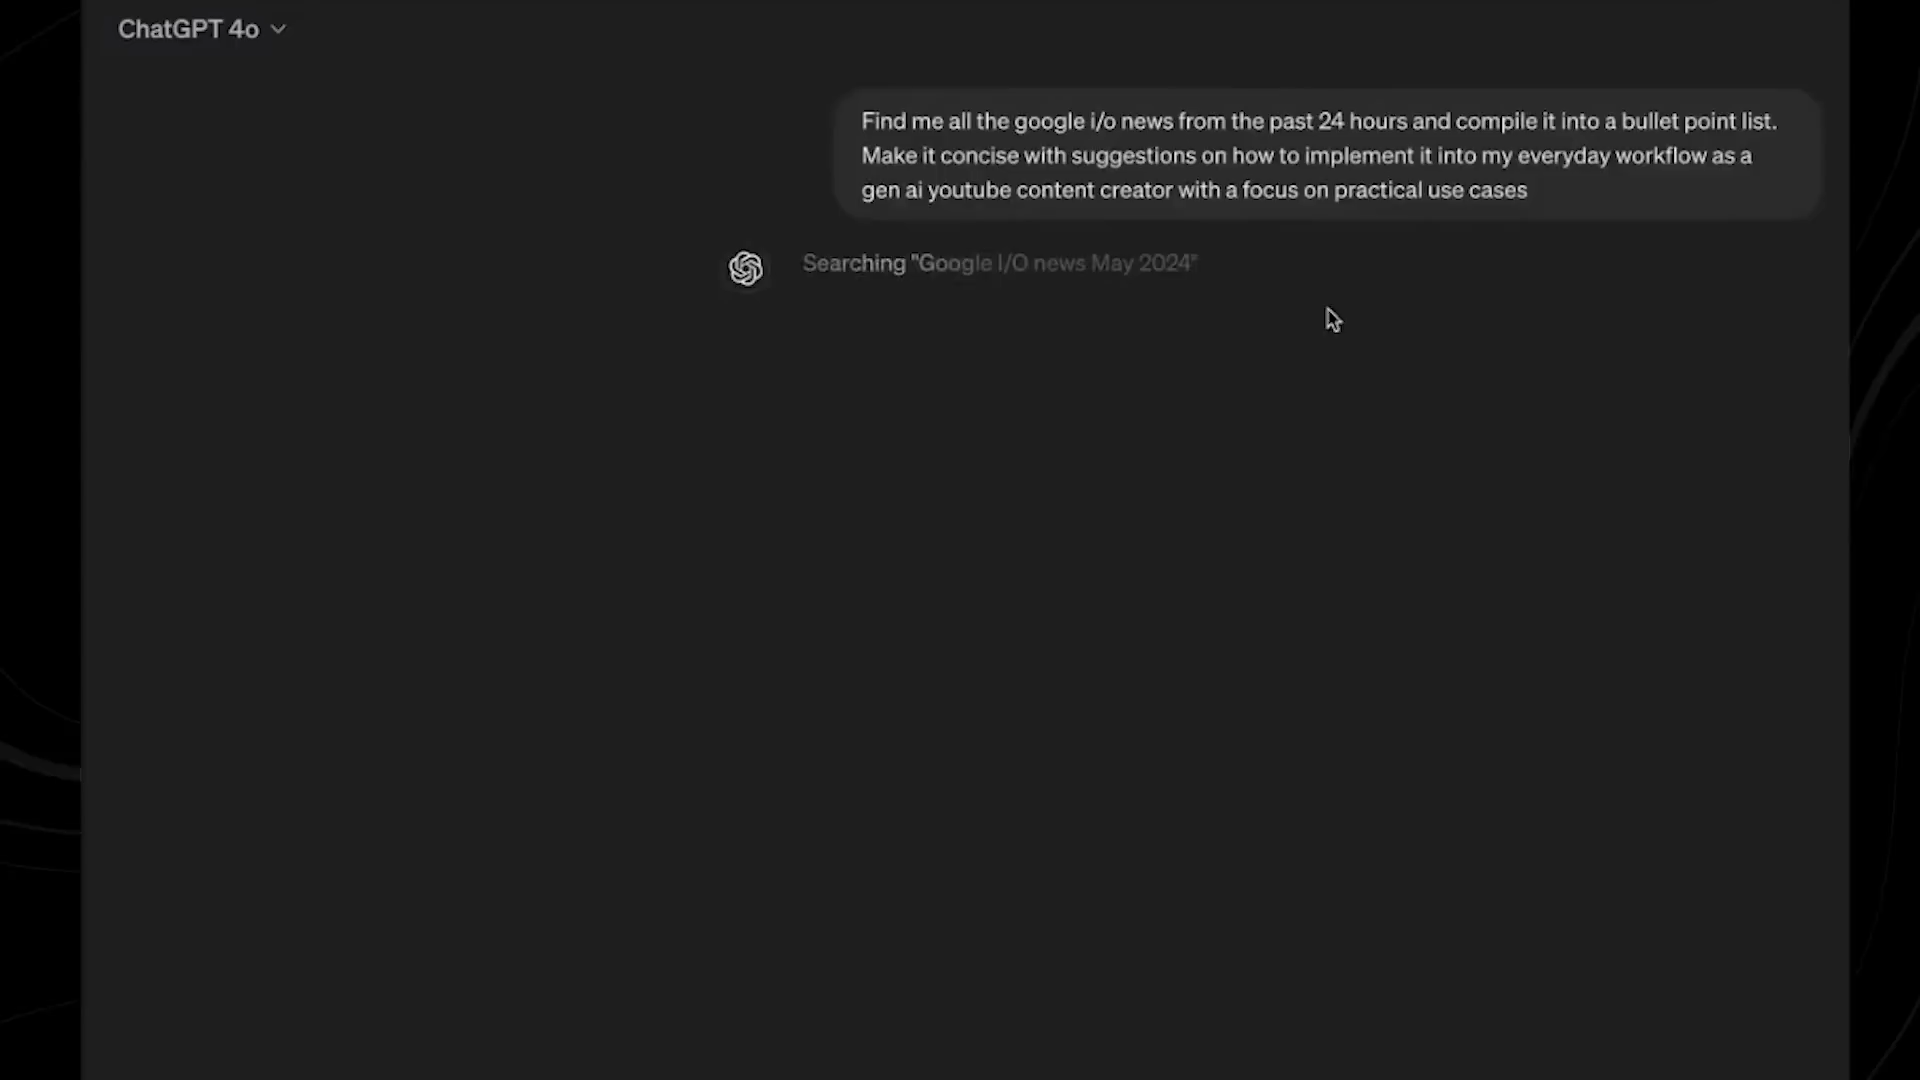 ChatGPT 4o
Find me all the google i/o news from the past 24 hours and compile it into a bullet point list.
Make it concise with suggestions on how to implement it into my everyday workflow as a
gen ai youtube content creator with a focus on practical use cases
Searching "Google I/O news May 2024"